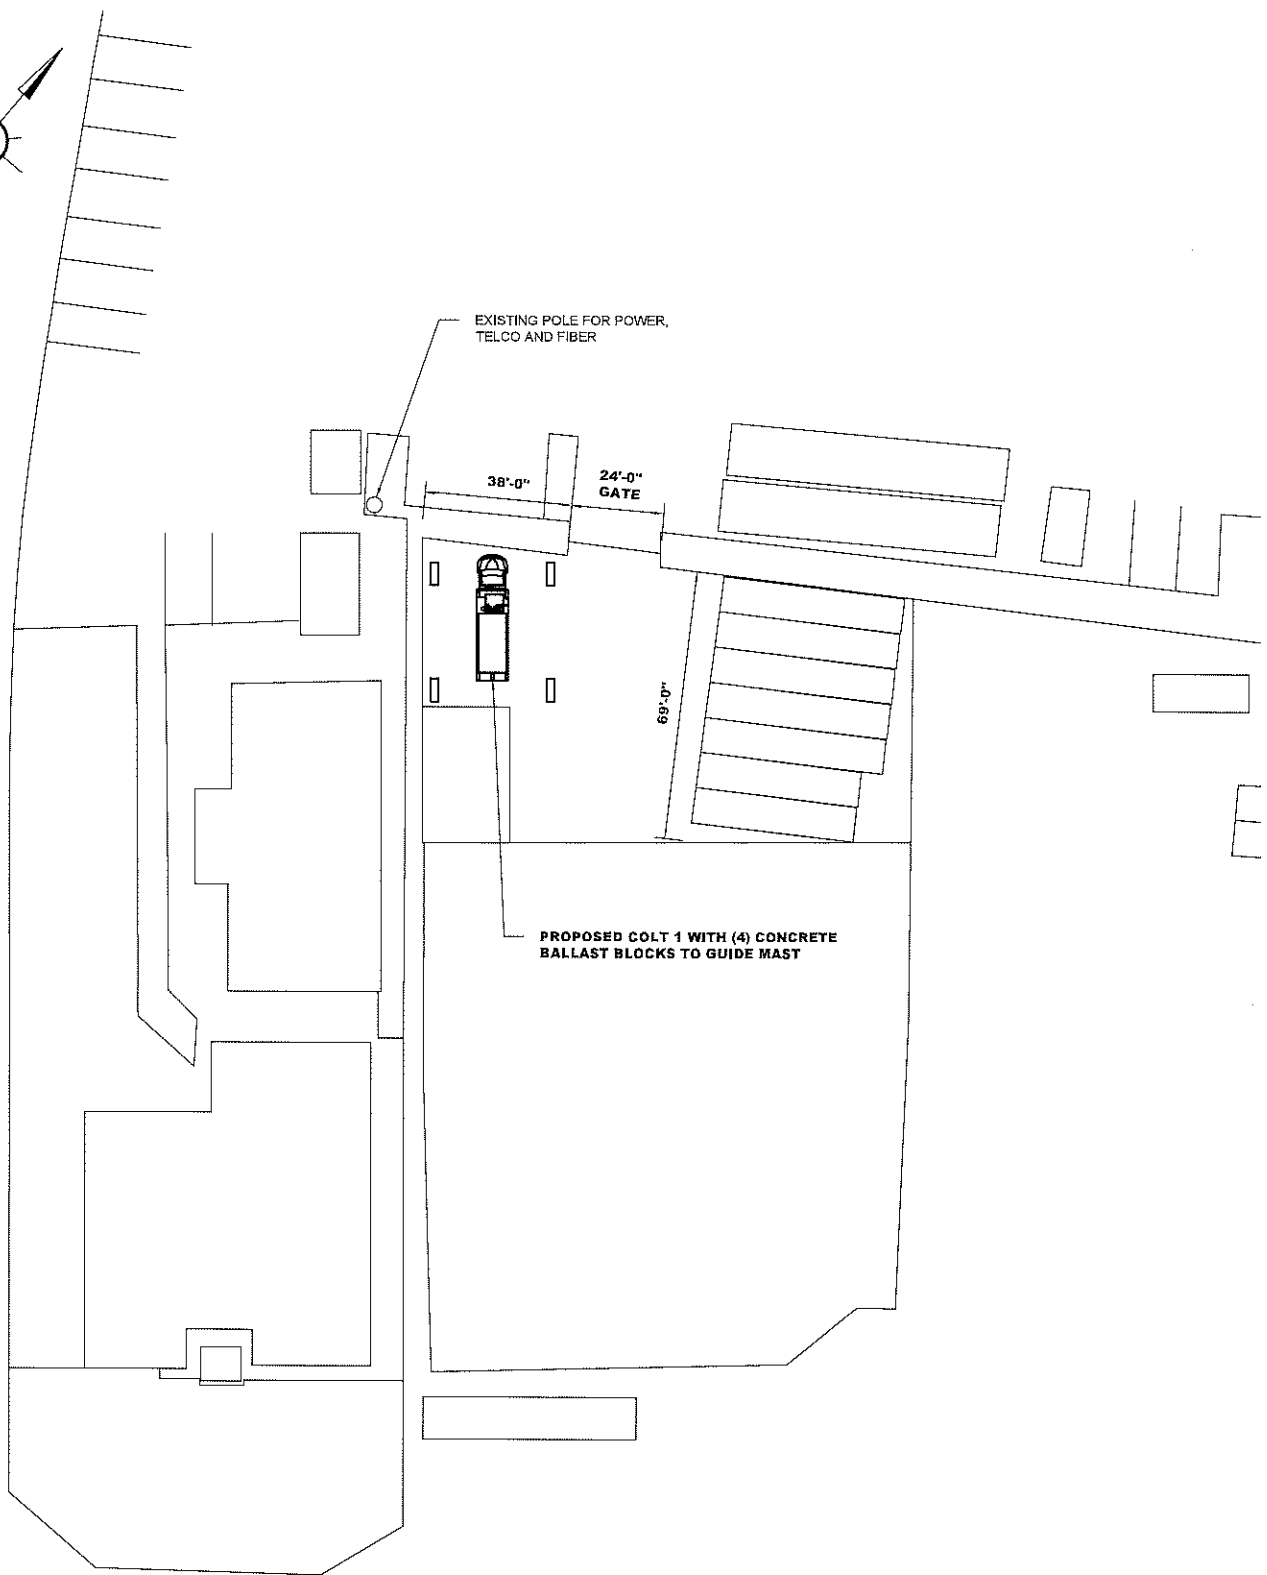 EXISTING POLE FOR POWER,
TELCO AND FIBER
38'-0"
24'-0"
GATE
69'-0"
PROPOSED COLT 1 WITH (4) CONCRETE
BALLAST BLOCKS TO GUIDE MAST